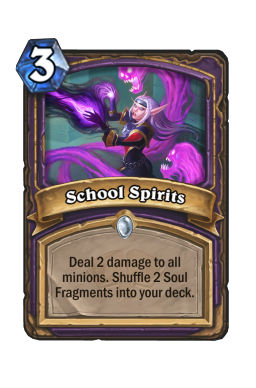 3
School Spirits
Deal 2 damage to all
minions. Shuffle 2 Soul
Fragments into your deck.